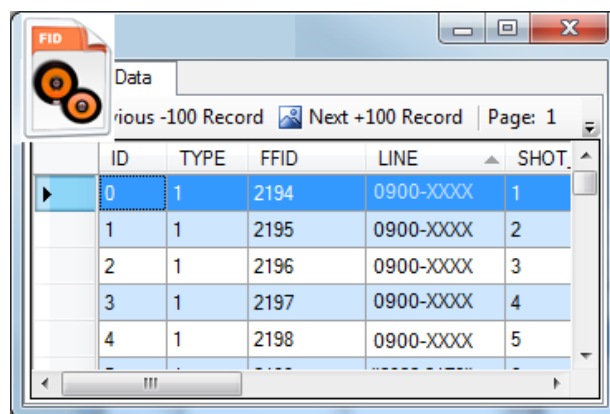 FID
Data
vious -100 Record Next +100 Record Page: 1
ID TYPE FFID LINE SHOT_
0 1 2194 0900-XXXX 1
1 1 2195 0900-XXXX 2
2 1 2196 0900-XXXX 3
3 1 2197 0900-XXXX 4
4 1 2198 0900-XXXX 5